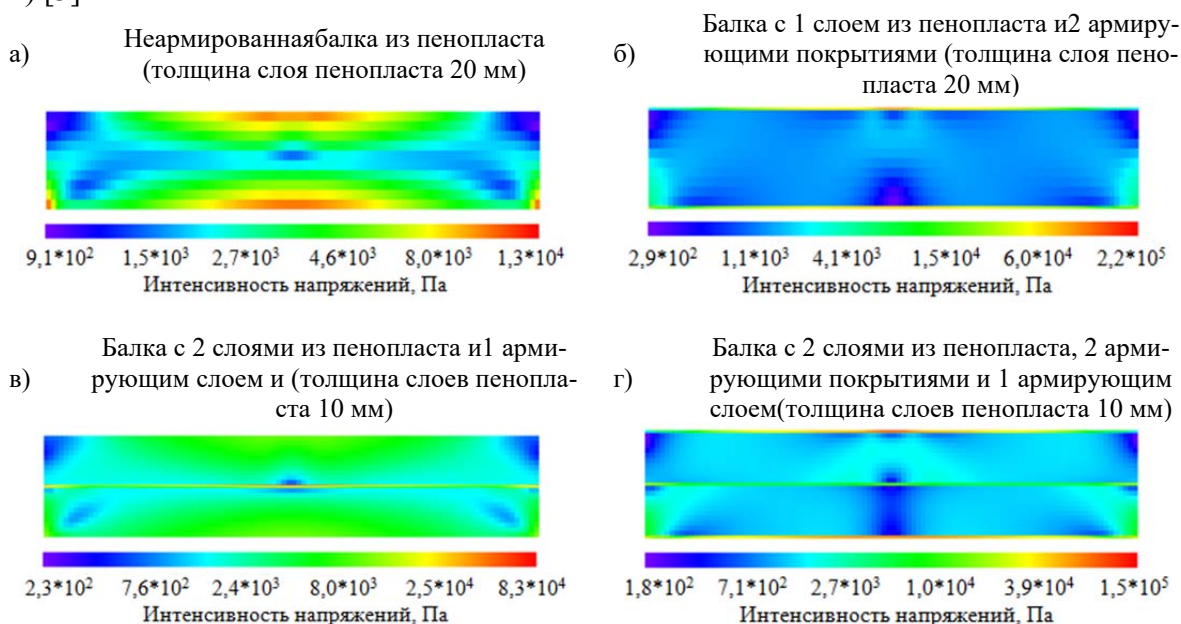 а)
Неармированнаябалка из пенопласта
(толщина слоя пенопласта 20 мм)
б)
Балка с 1 слоем из пенопласта и2 армиру-
ющими покрытиями (толщина слоя пено-
пласта 20 мм)
9,1*10² 1,5*10³ 2,7*10³ 4,6*10³ 8,0*10³ 1,3*10⁴
Интенсивность напряжений, Па
2,9*10² 1,1*10³ 4,1*10³ 1,5*10⁴ 6,0*10⁴ 2,2*10⁵
Интенсивность напряжений, Па
в)
Балка с 2 слоями из пенопласта и1 арми-
рующим слоем и (толщина слоев пенопла-
ста 10 мм)
г)
Балка с 2 слоями из пенопласта, 2 арми-
рующими покрытиями и 1 армирующим
слоем(толщина слоев пенопласта 10 мм)
2,3*10² 7,6*10² 2,4*10³ 8,0*10³ 2,5*10⁴ 8,3*10⁴
Интенсивность напряжений, Па
1,8*10² 7,1*10² 2,7*10³ 1,0*10⁴ 3,9*10⁴ 1,5*10⁵
Интенсивность напряжений, Па